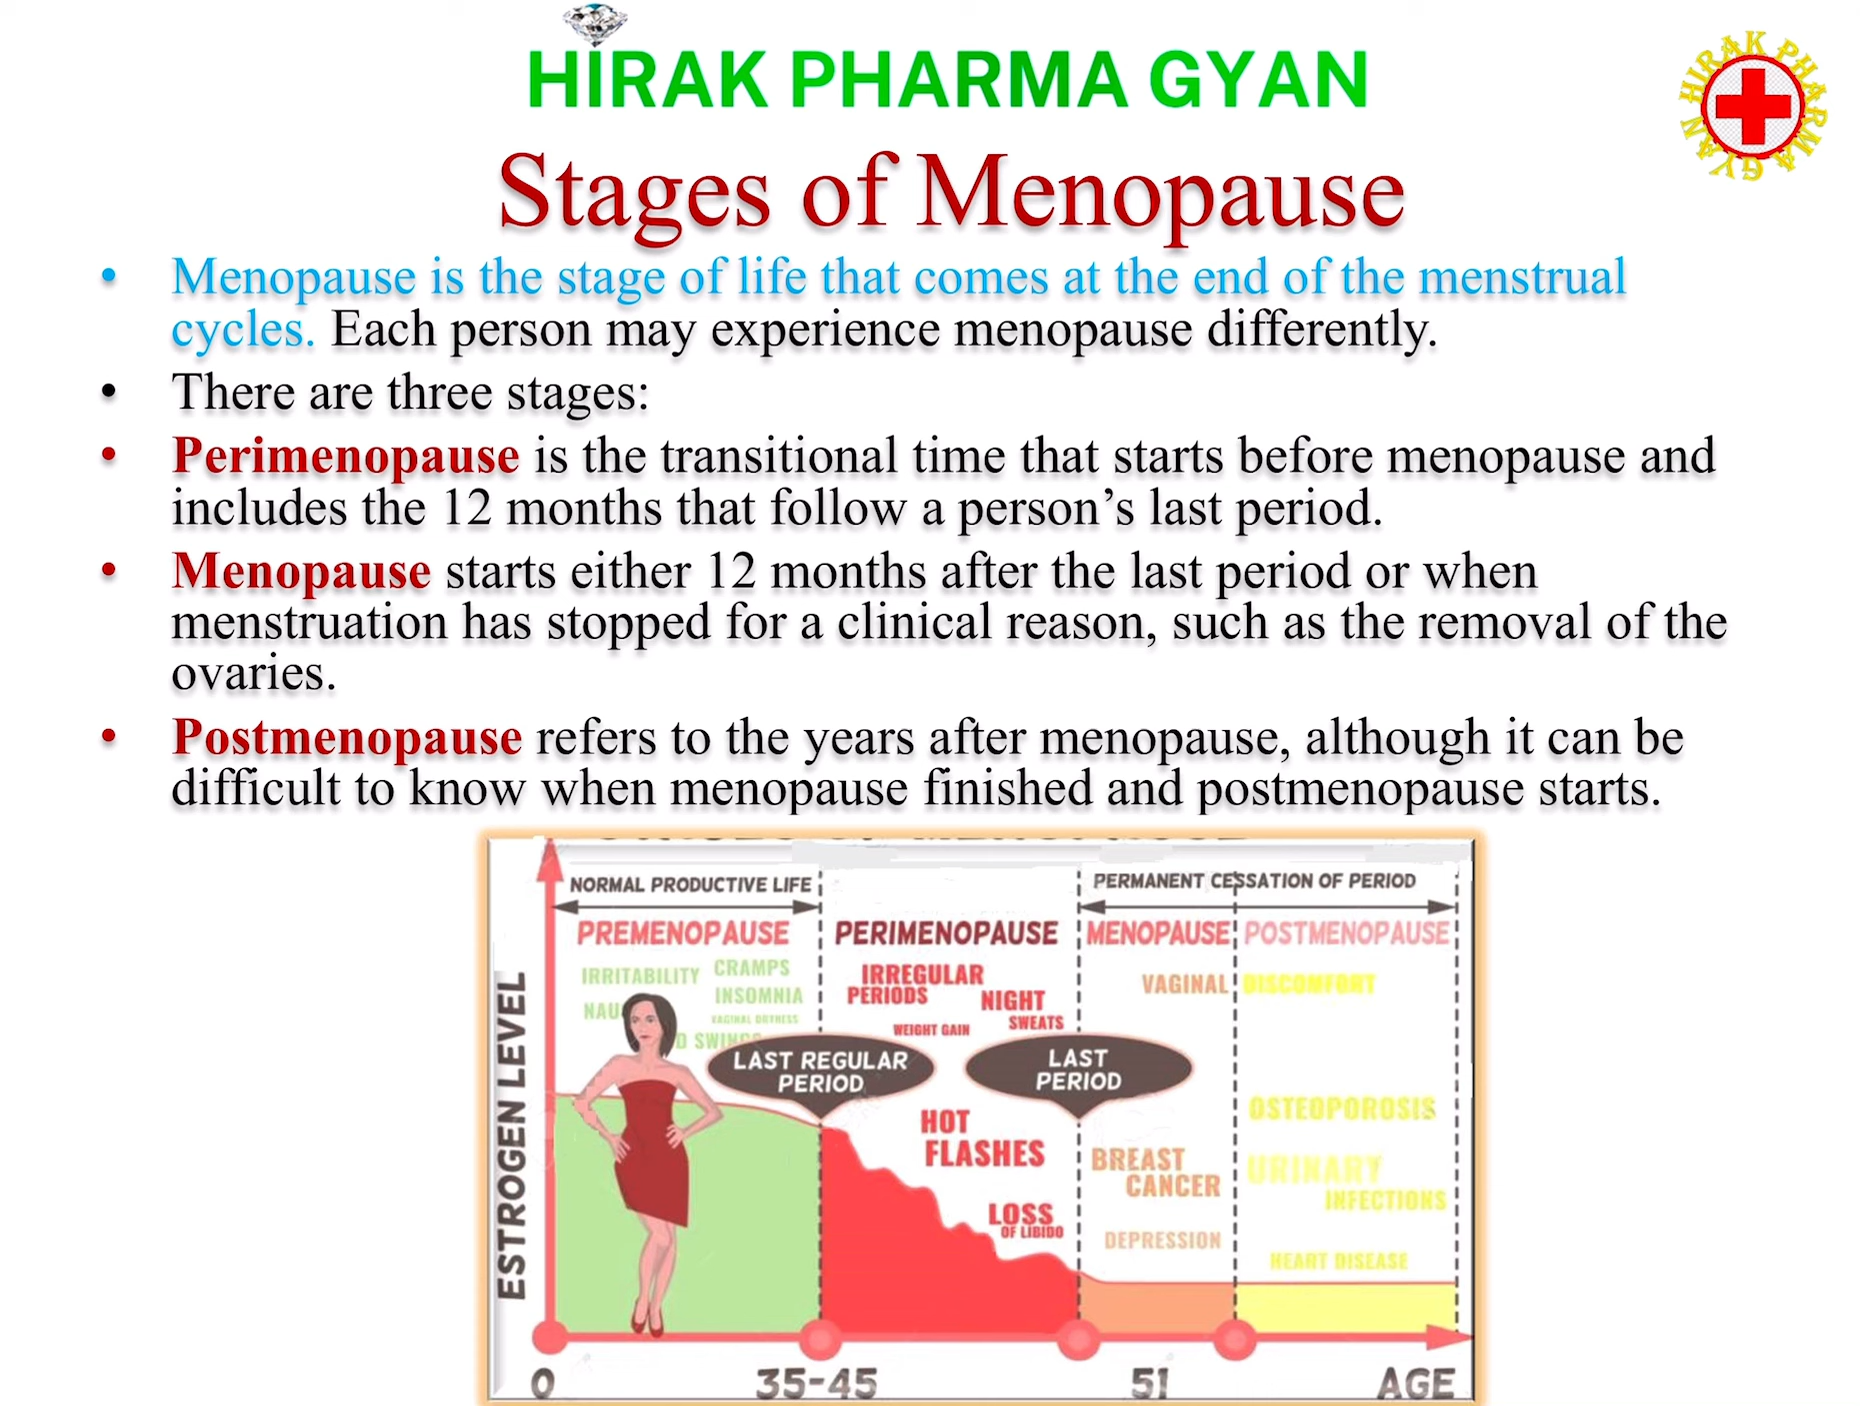 HIRAK PHARMA GYAN
HIRAK PHARMA GYAN
Stages of Menopause
• Menopause is the stage of life that comes at the end of the menstrual
cycles. Each person may experience menopause differently.
• There are three stages:
• Perimenopause is the transitional time that starts before menopause and
includes the 12 months that follow a person’s last period.
• Menopause starts either 12 months after the last period or when
menstruation has stopped for a clinical reason, such as the removal of the
ovaries.
• Postmenopause refers to the years after menopause, although it can be
difficult to know when menopause finished and postmenopause starts.
NORMAL PRODUCTIVE LIFE
PERMANENT CESSATION OF PERIOD
PREMENOPAUSE
PERIMENOPAUSE
MENOPAUSE
POSTMENOPAUSE
IRRITABILITY
CRAMPS
INSOMNIA
NAU
VAGINAL DRYNESS
D SWINGS
IRREGULAR
PERIODS
NIGHT
SWEATS
WEIGHT GAIN
VAGINAL DISCOMFORT
LAST REGULAR
PERIOD
LAST
PERIOD
HOT
FLASHES
LOSS
OF LIBIDO
BREAST
CANCER
DEPRESSION
OSTEOPOROSIS
URINARY
INFECTIONS
HEART DISEASE
ESTROGEN LEVEL
0
35-45
51
AGE